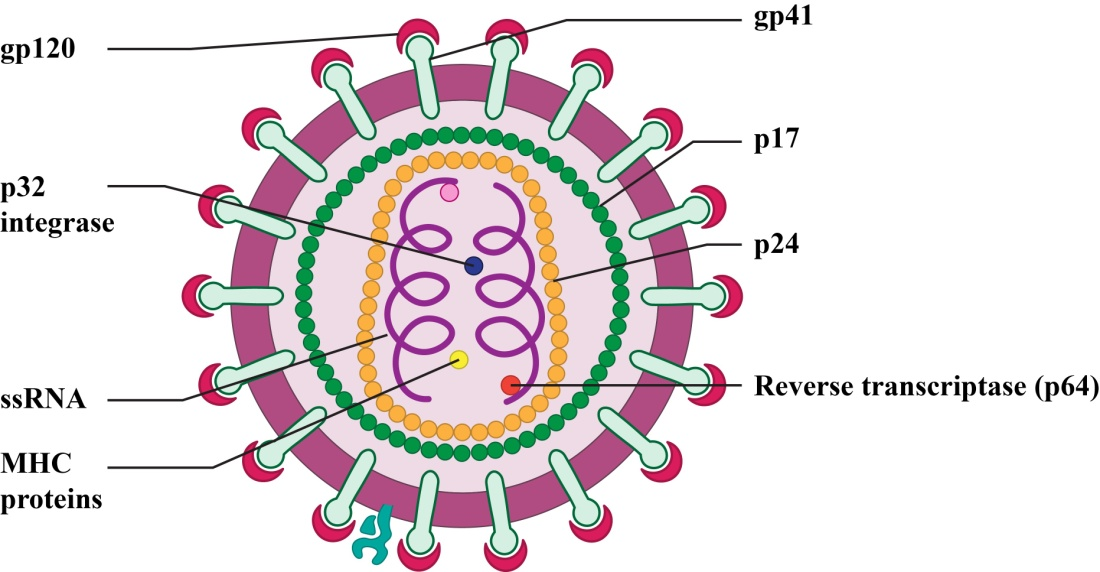 gp120
gp41
p17
p32
integrase
p24
ssRNA
Reverse transcriptase (p64)
MHC
proteins